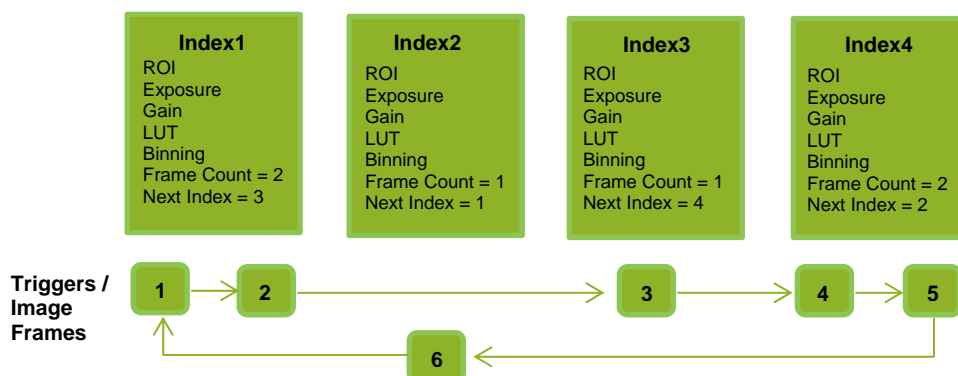 Index1
ROI
Exposure
Gain
LUT
Binning
Frame Count = 2
Next Index = 3
Index2
ROI
Exposure
Gain
LUT
Binning
Frame Count = 1
Next Index = 1
Index3
ROI
Exposure
Gain
LUT
Binning
Frame Count = 1
Next Index = 4
Index4
ROI
Exposure
Gain
LUT
Binning
Frame Count = 2
Next Index = 2
Triggers /
Image
Frames
1
2
3
4
5
6